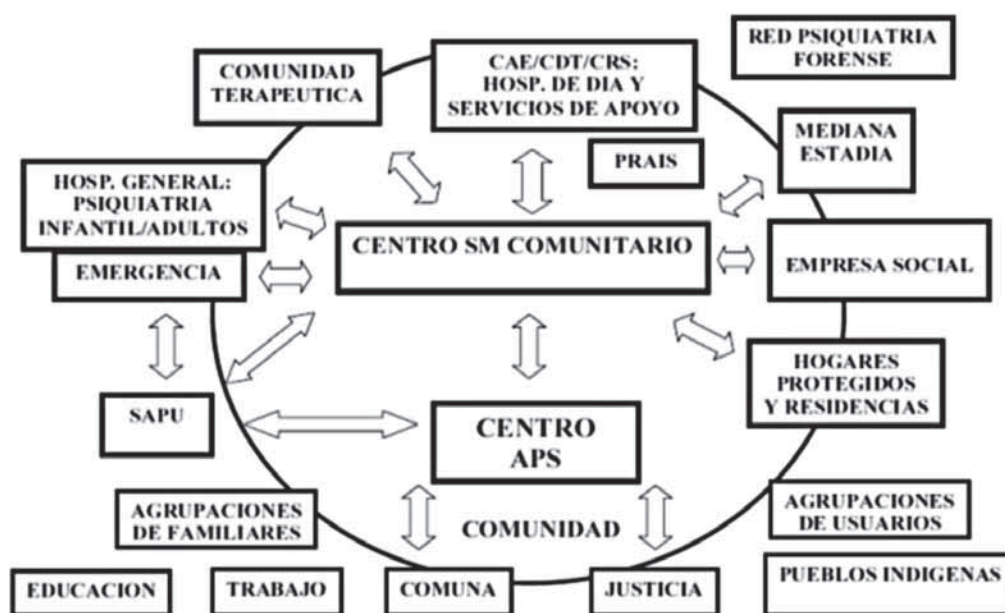 RED PSIQUIATRIA
FORENSE
COMUNIDAD
TERAPEUTICA
CAE/CDT/CRS:
HOSP. DE DIA Y
SERVICIOS DE APOYO
MEDIANA
ESTADIA
PRAIS
HOSP. GENERAL:
PSIQUIATRIA
INFANTIL/ADULTOS
CENTRO SM COMUNITARIO
EMERGENCIA
EMPRESA SOCIAL
HOGARES
PROTEGIDOS
Y RESIDENCIAS
SAPU
CENTRO
APS
AGRUPACIONES
DE FAMILIARES
COMUNIDAD
AGRUPACIONES
DE USUARIOS
EDUCACION
TRABAJO
COMUNA
JUSTICIA
PUEBLOS INDIGENAS